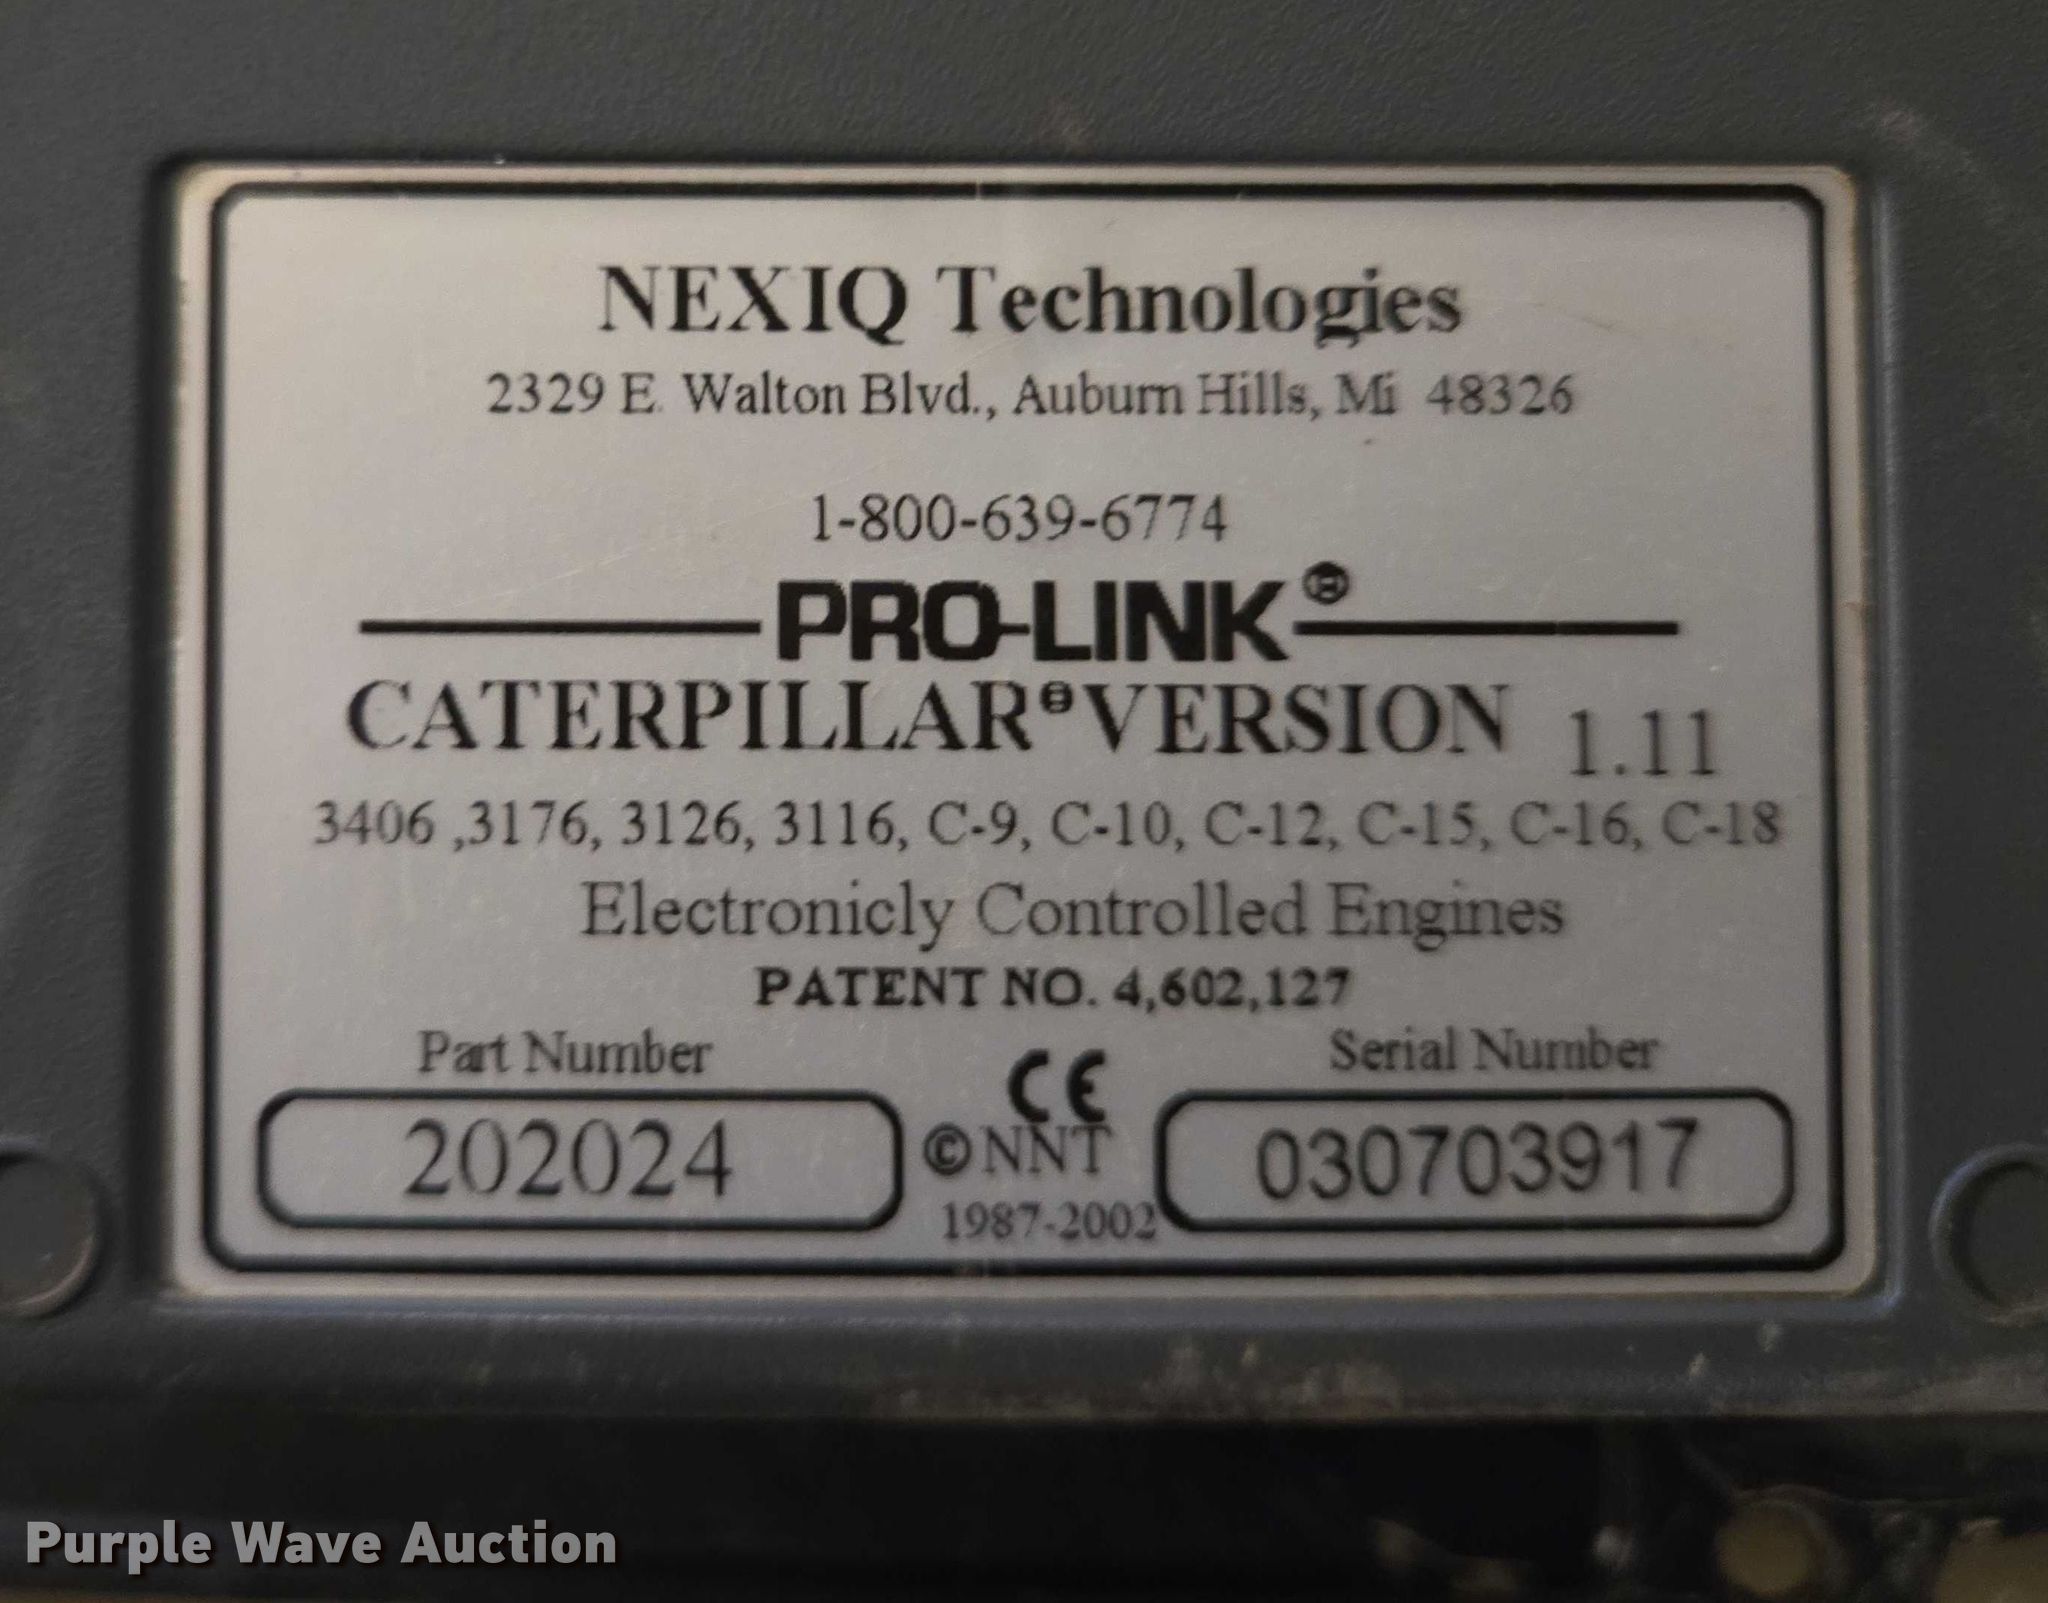 NEXIQ Technologies
2329 E. Walton Blvd., Auburn Hills, Mi 48326
1-800-639-6774
PRO-LINK®
CATERPILLAR® VERSION 1.11
3406 ,3176, 3126, 3116, C-9, C-10, C-12, C-15, C-16, C-18
Electronicly Controlled Engines
PATENT NO. 4,602,127
Part Number
202024
CE
©NNT
1987-2002
Serial Number
030703917
Purple Wave Auction